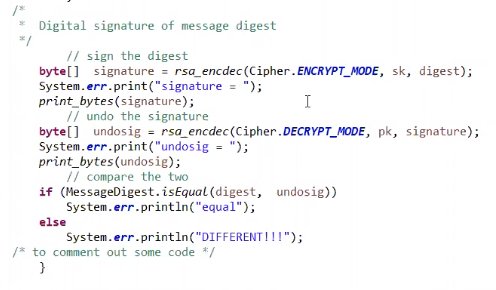 /*
 *  Digital signature of message digest
 */
        // sign the digest
    byte[]  signature = rsa_encdec(Cipher.ENCRYPT_MODE, sk, digest);
    System.err.print("signature = ");
    print_bytes(signature);
        // undo the signature
    byte[]  undosig = rsa_encdec(Cipher.DECRYPT_MODE, pk, signature);
    System.err.print("undosig = ");
    print_bytes(undosig);
        // compare the two
    if (MessageDigest.isEqual(digest,  undosig))
        System.err.println("equal");
    else
        System.err.println("DIFFERENT!!!");
/* to comment out some code */
    }